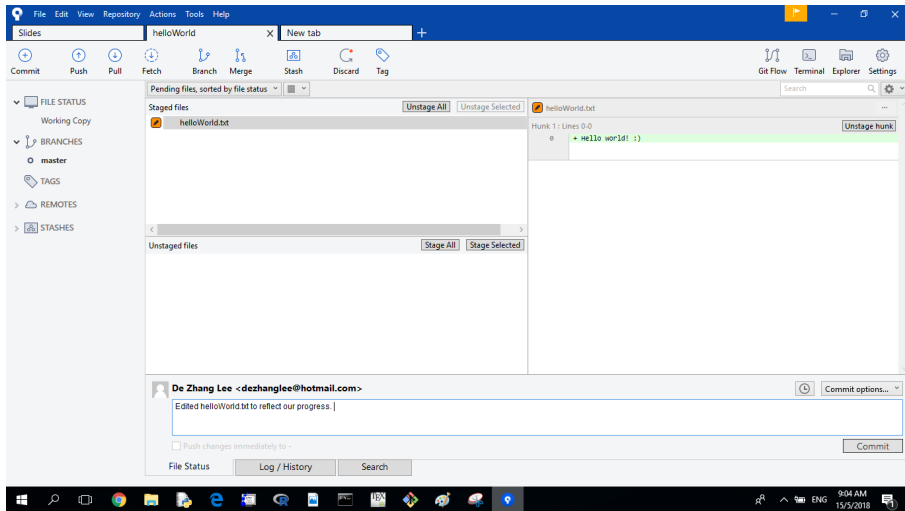 File Edit View Repository Actions Tools Help
Slides helloWorld New tab
Commit Push Pull Fetch Branch Merge Stash Discard Tag Git Flow Terminal Explorer Settings
Pending files, sorted by file status Search
FILE STATUS
Working Copy
BRANCHES
master
TAGS
REMOTES
STASHES
Staged files Unstage All Unstage Selected
helloWorld.txt
Unstaged files Stage All Stage Selected
helloWorld.txt
Hunk 1 : Lines 0-0 Unstage hunk
0 + Hello world! :)
De Zhang Lee <dezhanglee@hotmail.com> Commit options...
Edited helloWorld.txt to reflect our progress.
Push changes immediately to -
Commit
File Status Log / History Search
ENG 9:04 AM
15/5/2018